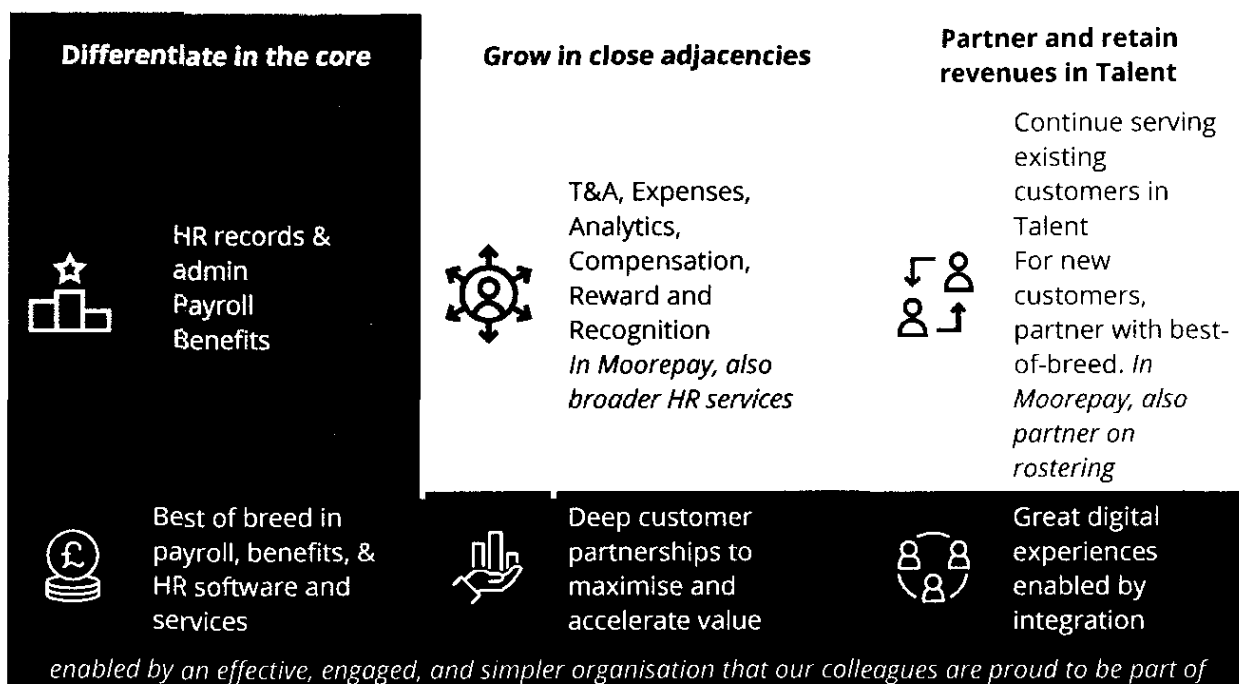 Differentiate in the core
HR records &
admin
Payroll
Benefits
Grow in close adjacencies
T&A, Expenses,
Analytics,
Compensation,
Reward and
Recognition
In Moorepay, also
broader HR services
Partner and retain
revenues in Talent
Continue serving
existing
customers in
Talent
For new
customers,
partner with best-
of-breed. In
Moorepay, also
partner on
rostering
£
Best of breed in
payroll, benefits, &
HR software and
services
Deep customer
partnerships to
maximise and
accelerate value
Great digital
experiences
enabled by
integration
enabled by an effective, engaged, and simpler organisation that our colleagues are proud to be part of